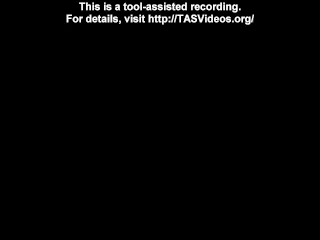 This is a tool-assisted recording.
For details, visit http://TASVideos.org/